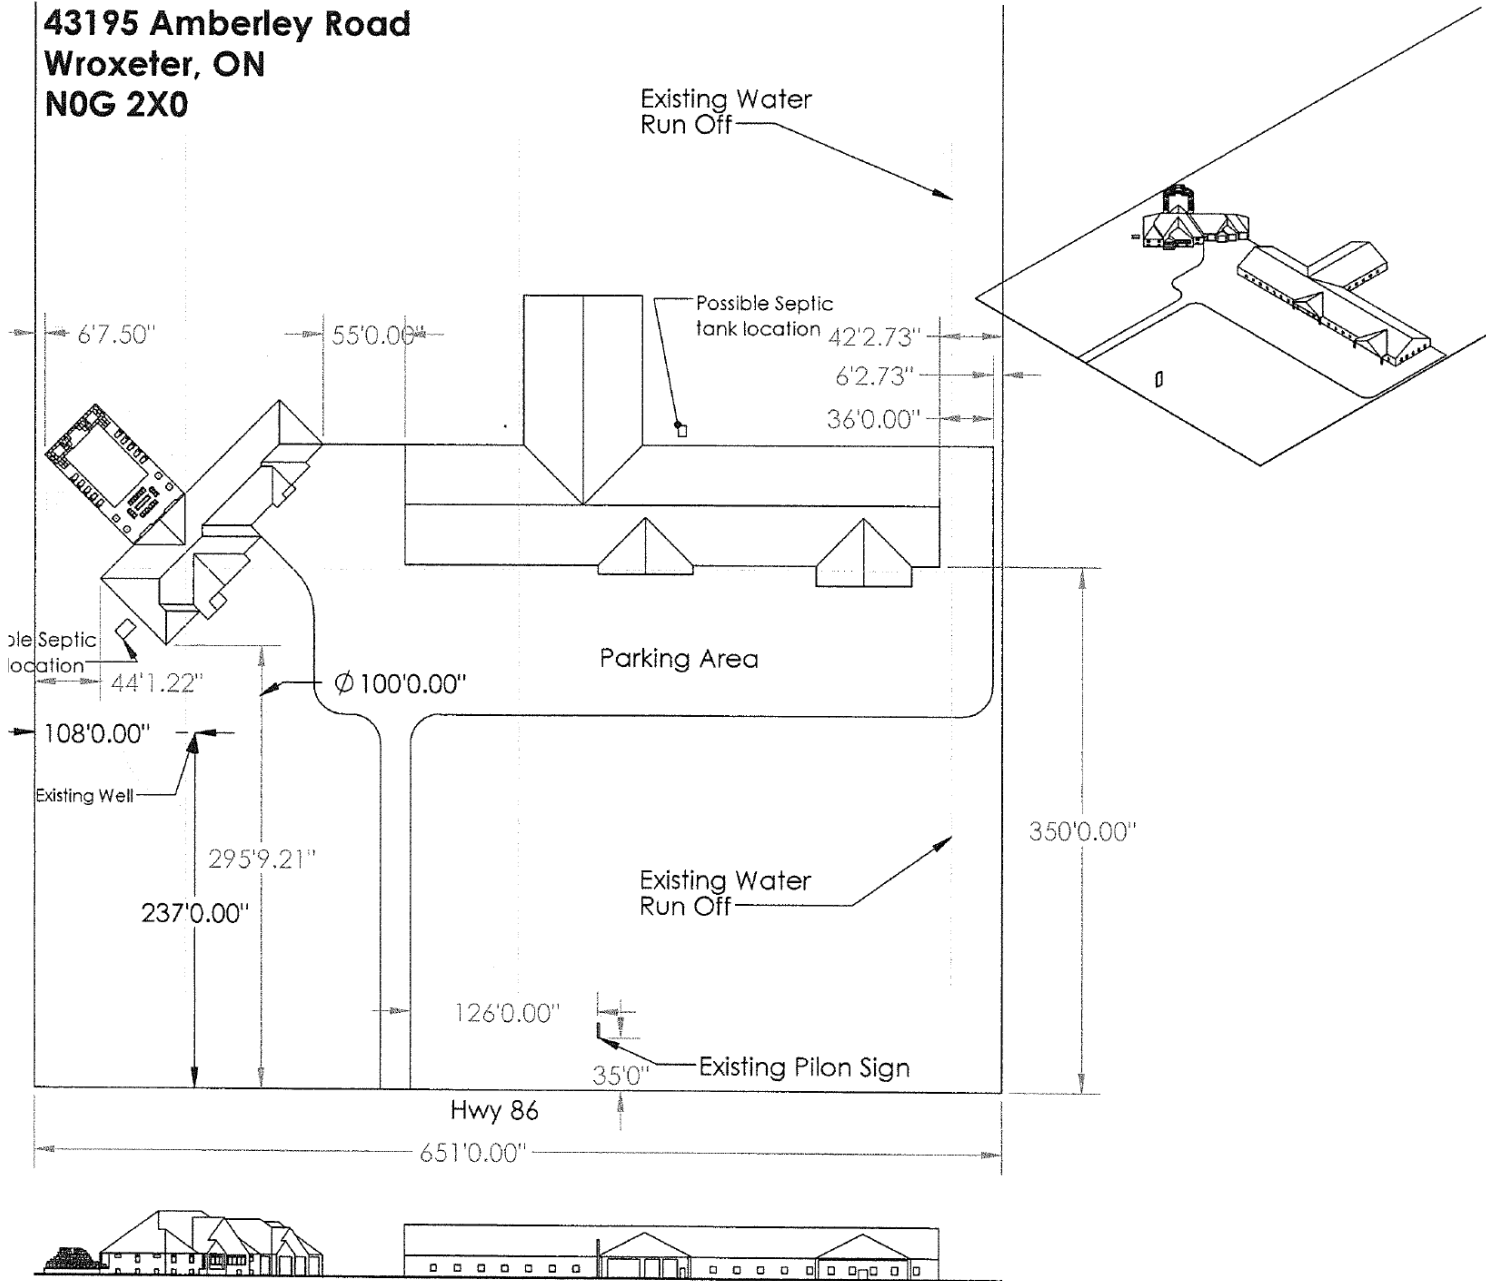 43195 Amberley Road
Wroxeter, ON
N0G 2X0
Existing Water
Run Off
Possible Septic
tank location
6'7.50"
55'0.00"
42'2.73"
6'2.73"
36'0.00"
ble Septic
location
44'1.22"
Ø 100'0.00"
Parking Area
108'0.00"
Existing Well
295'9.21"
237'0.00"
350'0.00"
Existing Water
Run Off
126'0.00"
35'0"
Existing Pilon Sign
Hwy 86
651'0.00"